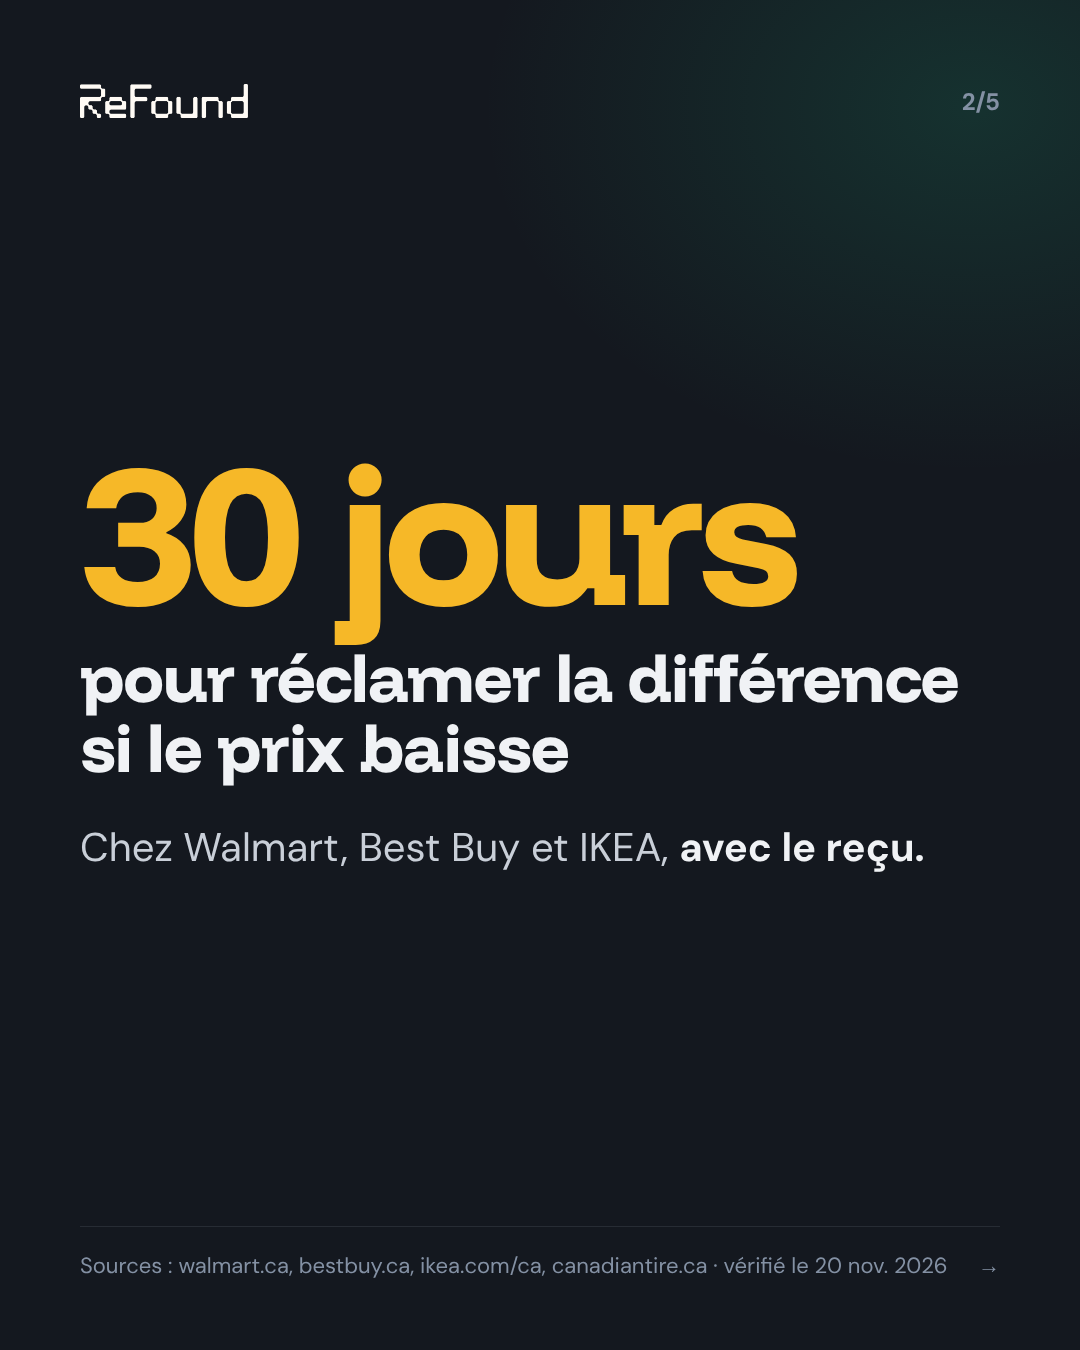 ReFound
2/5
30 jours
pour réclamer la différence
si le prix baisse
Chez Walmart, Best Buy et IKEA, avec le reçu.
Sources : walmart.ca, bestbuy.ca, ikea.com/ca, canadiantire.ca · vérifié le 20 nov. 2026 →